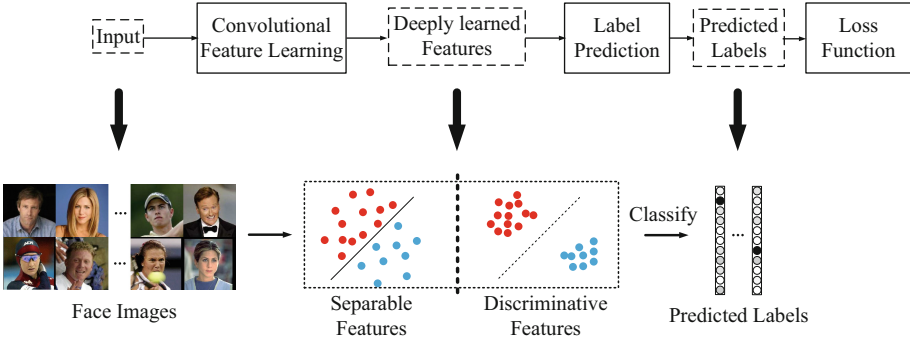 Input
Convolutional
Feature Learning
Deeply learned
Features
Label
Prediction
Predicted
Labels
Loss
Function
...
...
Face Images
Separable
Features
Discriminative
Features
Classify
...
Predicted Labels